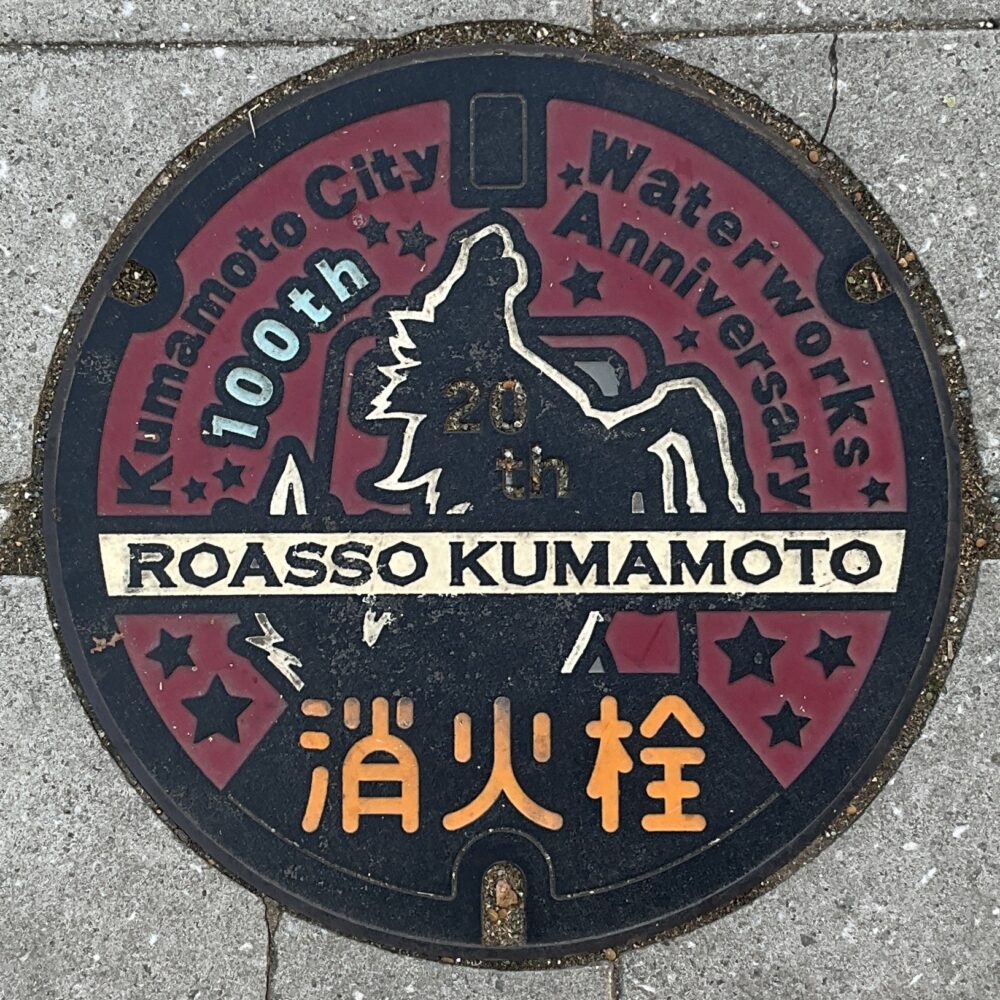 Kumamoto City
Waterworks
100th
Anniversary
20
th
ROASSO KUMAMOTO
消火栓